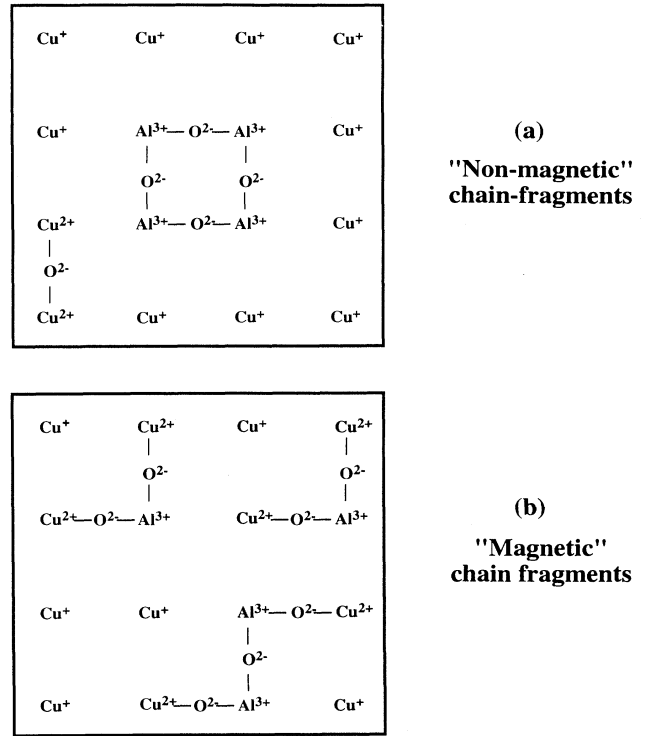 Cu⁺ Cu⁺ Cu⁺ Cu⁺
Cu⁺ Al³⁺— O²⁻— Al³⁺ Cu⁺
O²⁻ O²⁻
Cu²⁺ Al³⁺— O²⁻— Al³⁺ Cu⁺
O²⁻
Cu²⁺ Cu⁺ Cu⁺ Cu⁺
(a)
"Non-magnetic"
chain-fragments
Cu⁺ Cu²⁺ Cu⁺ Cu²⁺
O²⁻ O²⁻
Cu²⁺—O²⁻—Al³⁺ Cu²⁺—O²⁻—Al³⁺
Cu⁺ Cu⁺ Al³⁺— O²⁻— Cu²⁺
O²⁻
Cu⁺ Cu²⁺—O²⁻—Al³⁺ Cu⁺
(b)
"Magnetic"
chain fragments